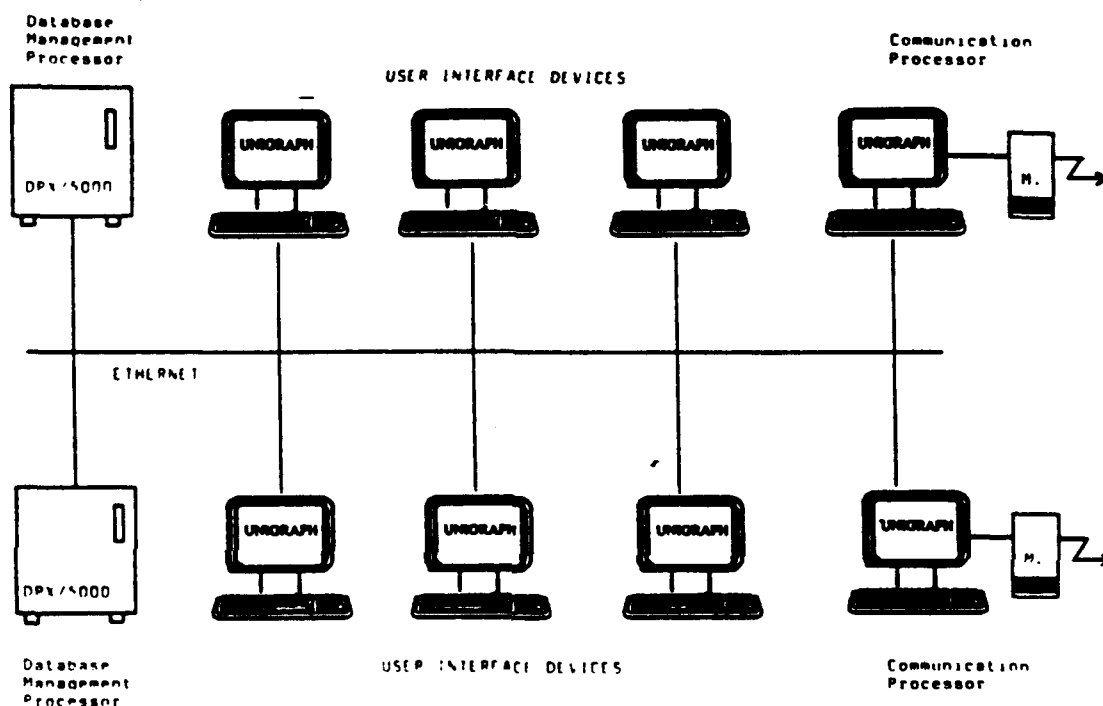 Database
Management
Processor
Communication
Processor
USER INTERFACE DEVICES
UNIGRAPH
UNIGRAPH
UNIGRAPH
UNIGRAPH
M.
DPX/5000
ETHERNET
UNIGRAPH
UNIGRAPH
UNIGRAPH
UNIGRAPH
M.
DPX/5000
Database
Management
Processor
USER INTERFACE DEVICES
Communication
Processor